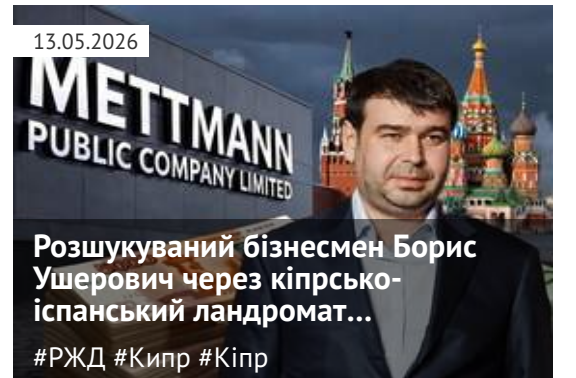 13.05.2026
METTMANN
PUBLIC COMPANY LIMITED
Розшукуваний бізнесмен Борис
Ушерович через кіпрсько-
іспанський ландромат...
#РЖД #Кипр #Кіпр